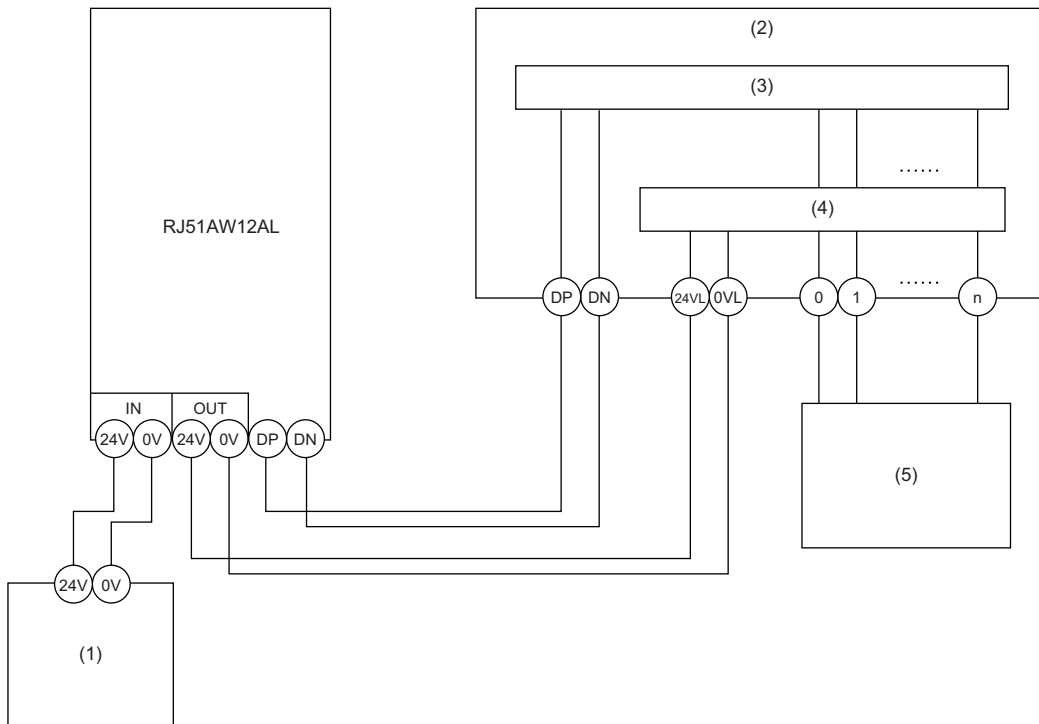 (2)
(3)
......
(4)
RJ51AW12AL
DP DN 24VL 0VL 0 1 ...... n
IN OUT
24V 0V 24V 0V DP DN
(5)
24V 0V
(1)